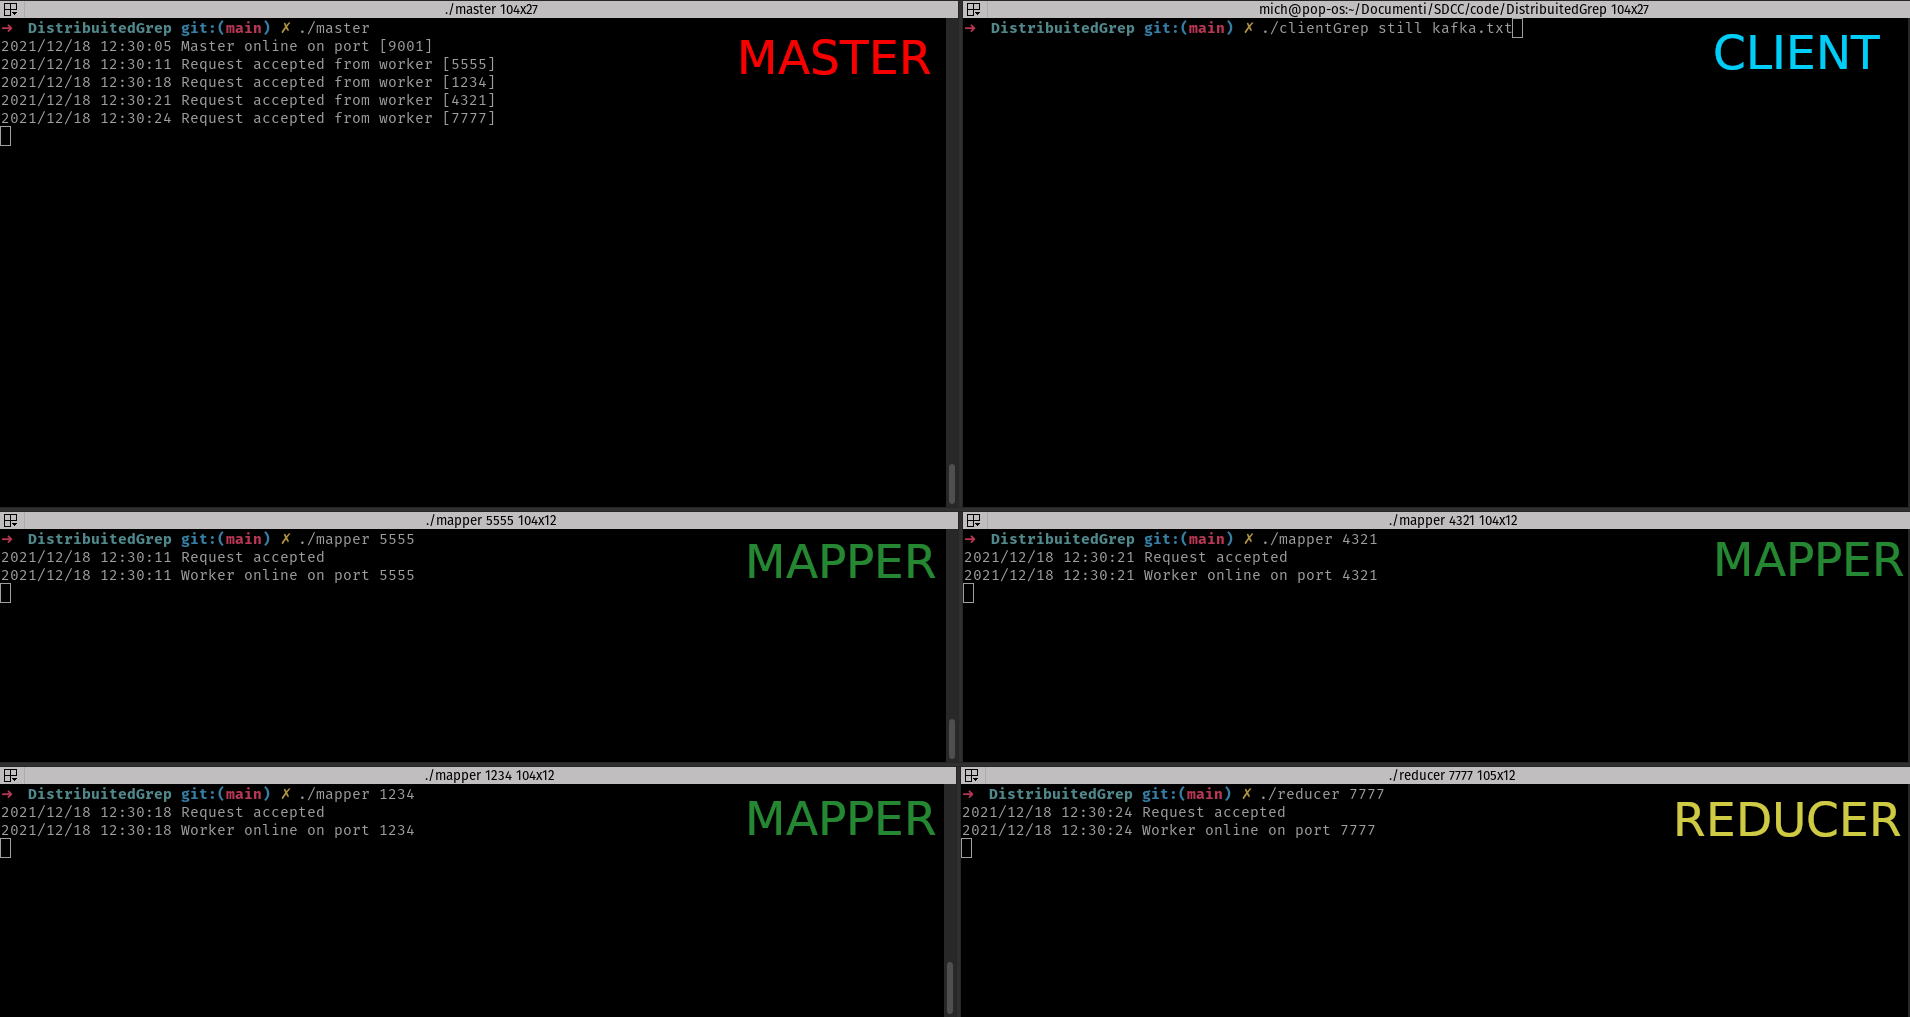 ./master 104x27
➜ DistribuitedGrep git:(main) ✗ ./master
2021/12/18 12:30:05 Master online on port [9001]
2021/12/18 12:30:11 Request accepted from worker [5555]
2021/12/18 12:30:18 Request accepted from worker [1234]
2021/12/18 12:30:21 Request accepted from worker [4321]
2021/12/18 12:30:24 Request accepted from worker [7777]
MASTER
mich@pop-os:~/Documenti/SDCC/code/DistribuitedGrep 104x27
➜ DistribuitedGrep git:(main) ✗ ./clientGrep still kafka.txt
CLIENT
./mapper 5555 104x12
➜ DistribuitedGrep git:(main) ✗ ./mapper 5555
2021/12/18 12:30:11 Request accepted
2021/12/18 12:30:11 Worker online on port 5555
MAPPER
./mapper 4321 104x12
➜ DistribuitedGrep git:(main) ✗ ./mapper 4321
2021/12/18 12:30:21 Request accepted
2021/12/18 12:30:21 Worker online on port 4321
MAPPER
./mapper 1234 104x12
➜ DistribuitedGrep git:(main) ✗ ./mapper 1234
2021/12/18 12:30:18 Request accepted
2021/12/18 12:30:18 Worker online on port 1234
MAPPER
./reducer 7777 105x12
➜ DistribuitedGrep git:(main) ✗ ./reducer 7777
2021/12/18 12:30:24 Request accepted
2021/12/18 12:30:24 Worker online on port 7777
REDUCER